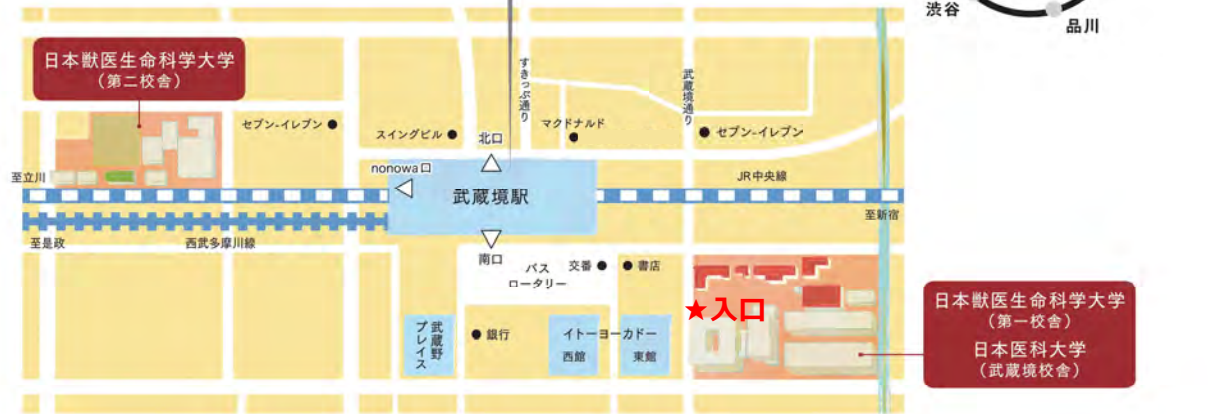 渋谷
品川
日本獣医生命科学大学
（第二校舎）
すきっぷ通り
武蔵境通り
セブン-イレブン
スイングビル
北口
マクドナルド
セブン-イレブン
nonowa口
至立川
武蔵境駅
JR中央線
至新宿
至是政
西武多摩川線
南口
バス
ロータリー
交番
書店
★入口
武蔵野
プレイス
銀行
イトーヨーカドー
西館
東館
日本獣医生命科学大学
（第一校舎）
日本医科大学
（武蔵境校舎）